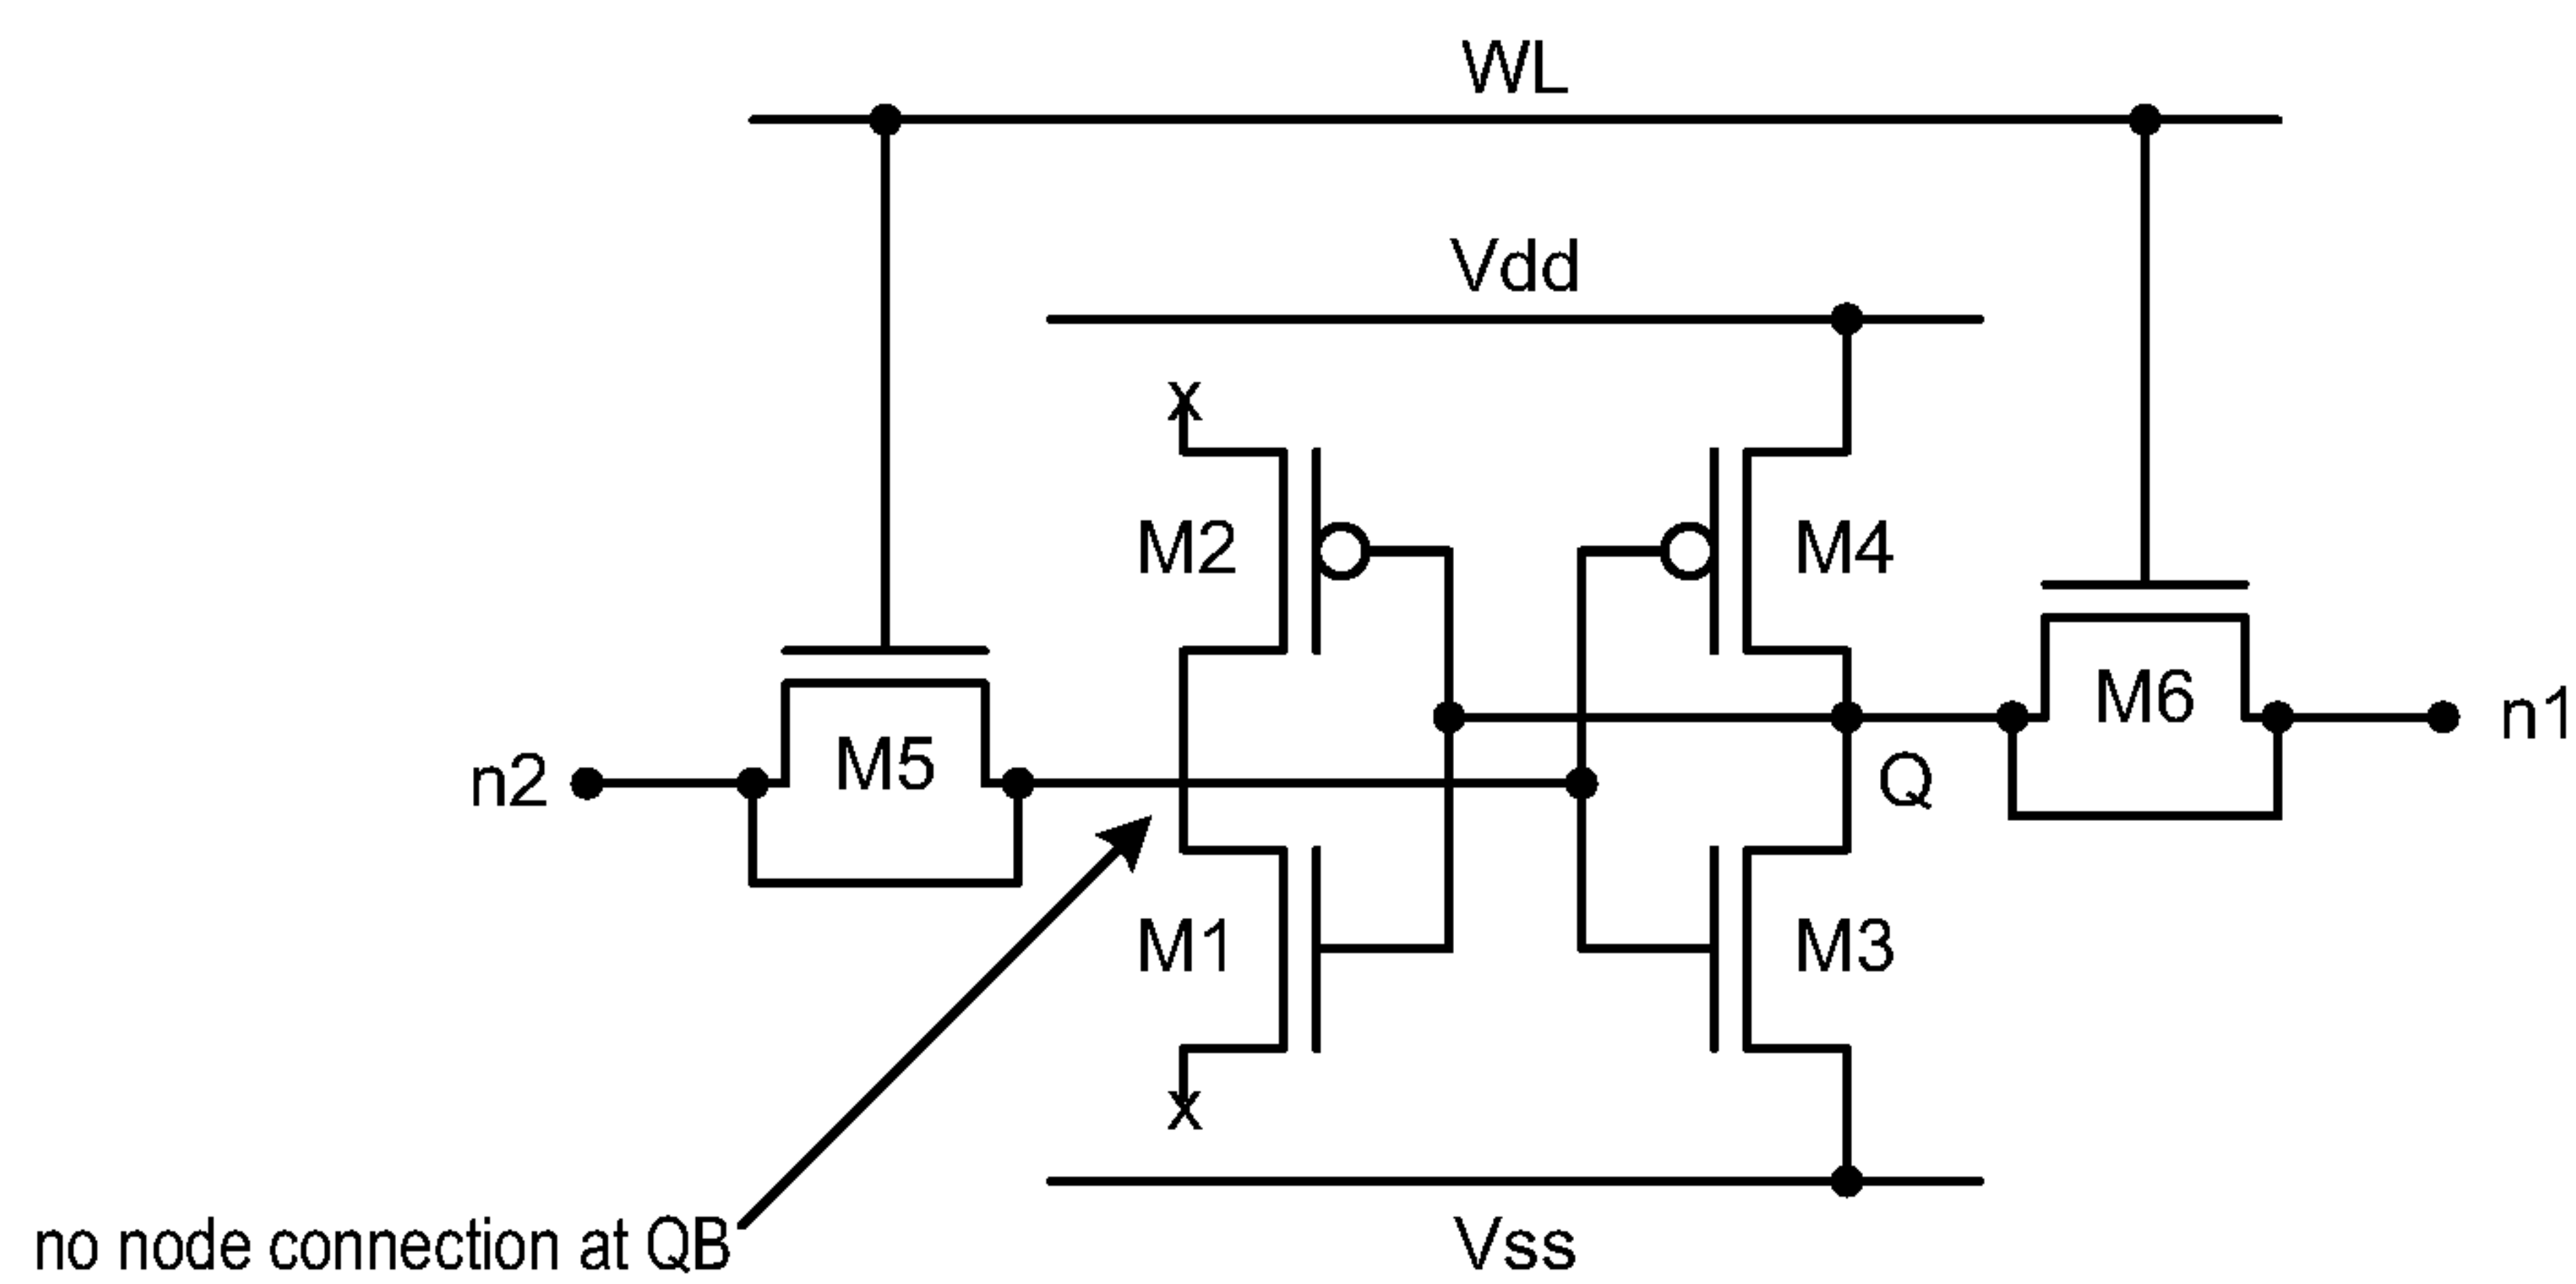 WL
Vdd
x
M2
M4
M6
n1
M5
n2
Q
M1
M3
x
no node connection at QB
Vss